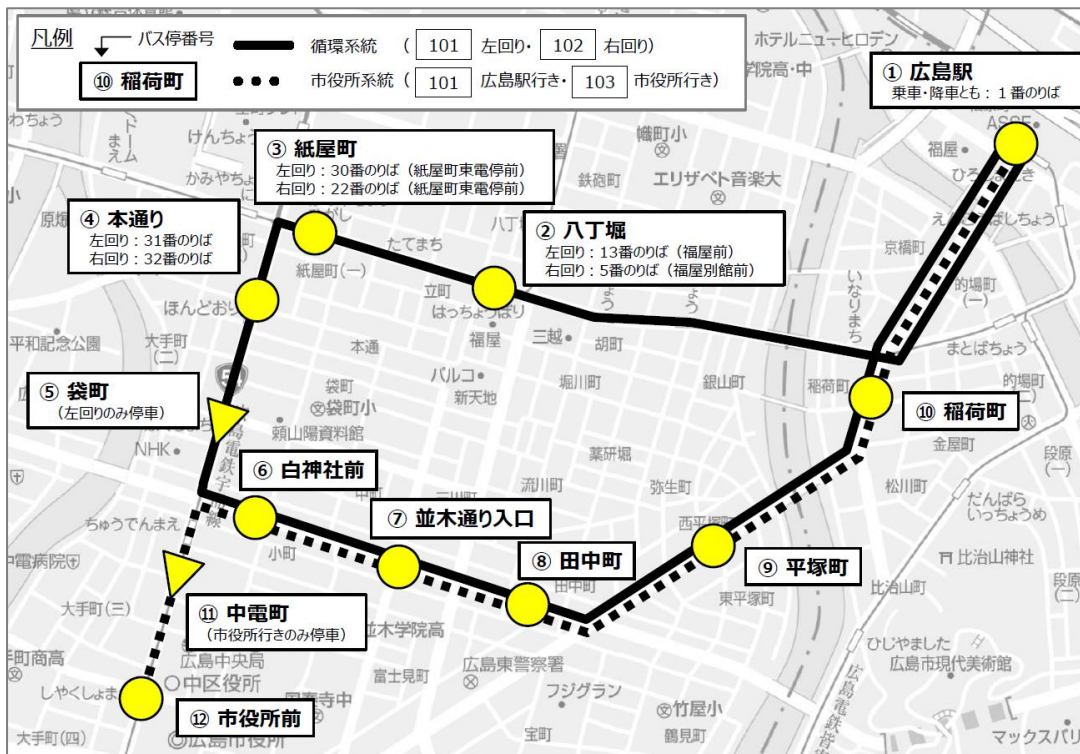 凡例
バス停番号
⑩ 稲荷町
循環系統 （ 101 左回り・ 102 右回り）
市役所系統（ 101 広島駅行き・ 103 市役所行き）
ホテルニューヒロデン
① 広島駅
乗車・降車とも：１番のりば
ASSE
福屋
幟町小
エリザベト音楽大
鉄砲町
③ 紙屋町
左回り：30番のりば（紙屋町東電停前）
右回り：22番のりば（紙屋町東電停前）
④ 本通り
左回り：31番のりば
右回り：32番のりば
② 八丁堀
左回り：13番のりば（福屋前）
右回り：5番のりば（福屋別館前）
たてまち
紙屋町(一)
立町
はっちょうぼり
京橋町
いなりまち
的場町
(一)
まとばちょう
ほんどおり
平和記念公園
大手町
(二)
本通
福屋
三越
胡町
パルコ
新天地
堀川町
銀山町
稲荷町
⑤ 袋町
（左回りのみ停車）
袋町
袋町小
頼山陽資料館
NHK
⑩ 稲荷町
金屋町
段原
(一)
薬研堀
⑥ 白神社前
流川町
弥生町
松川町
だんばら
いっちょうめ
⑦ 並木通り入口
西平塚町
ちゅうでんまえ
小町
⑧ 田中町
田中町
⑨ 平塚町
比治山神社
東平塚町
比治山町
大手町(三)
⑪ 中電町
（市役所行きのみ停車）
並木学院高
広島中央局
中区役所
富士見町
広島東警察署
ひじやました
広島市現代美術館
しやくしょまえ
⑫ 市役所前
フジグラン
竹屋小
大手町(四)
広島市役所
宝町
鶴見町
マックスバリ